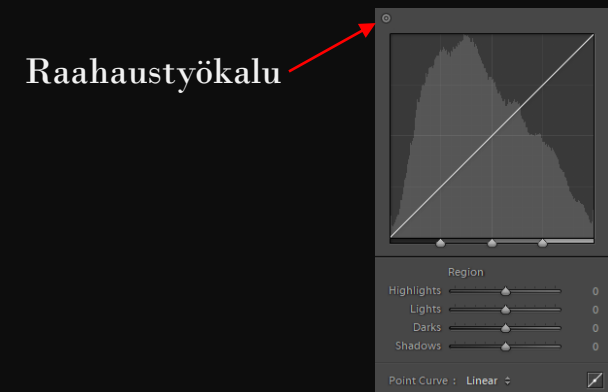 Raahaustyökalu
Region
Highlights 0
Lights 0
Darks 0
Shadows 0
Point Curve : Linear